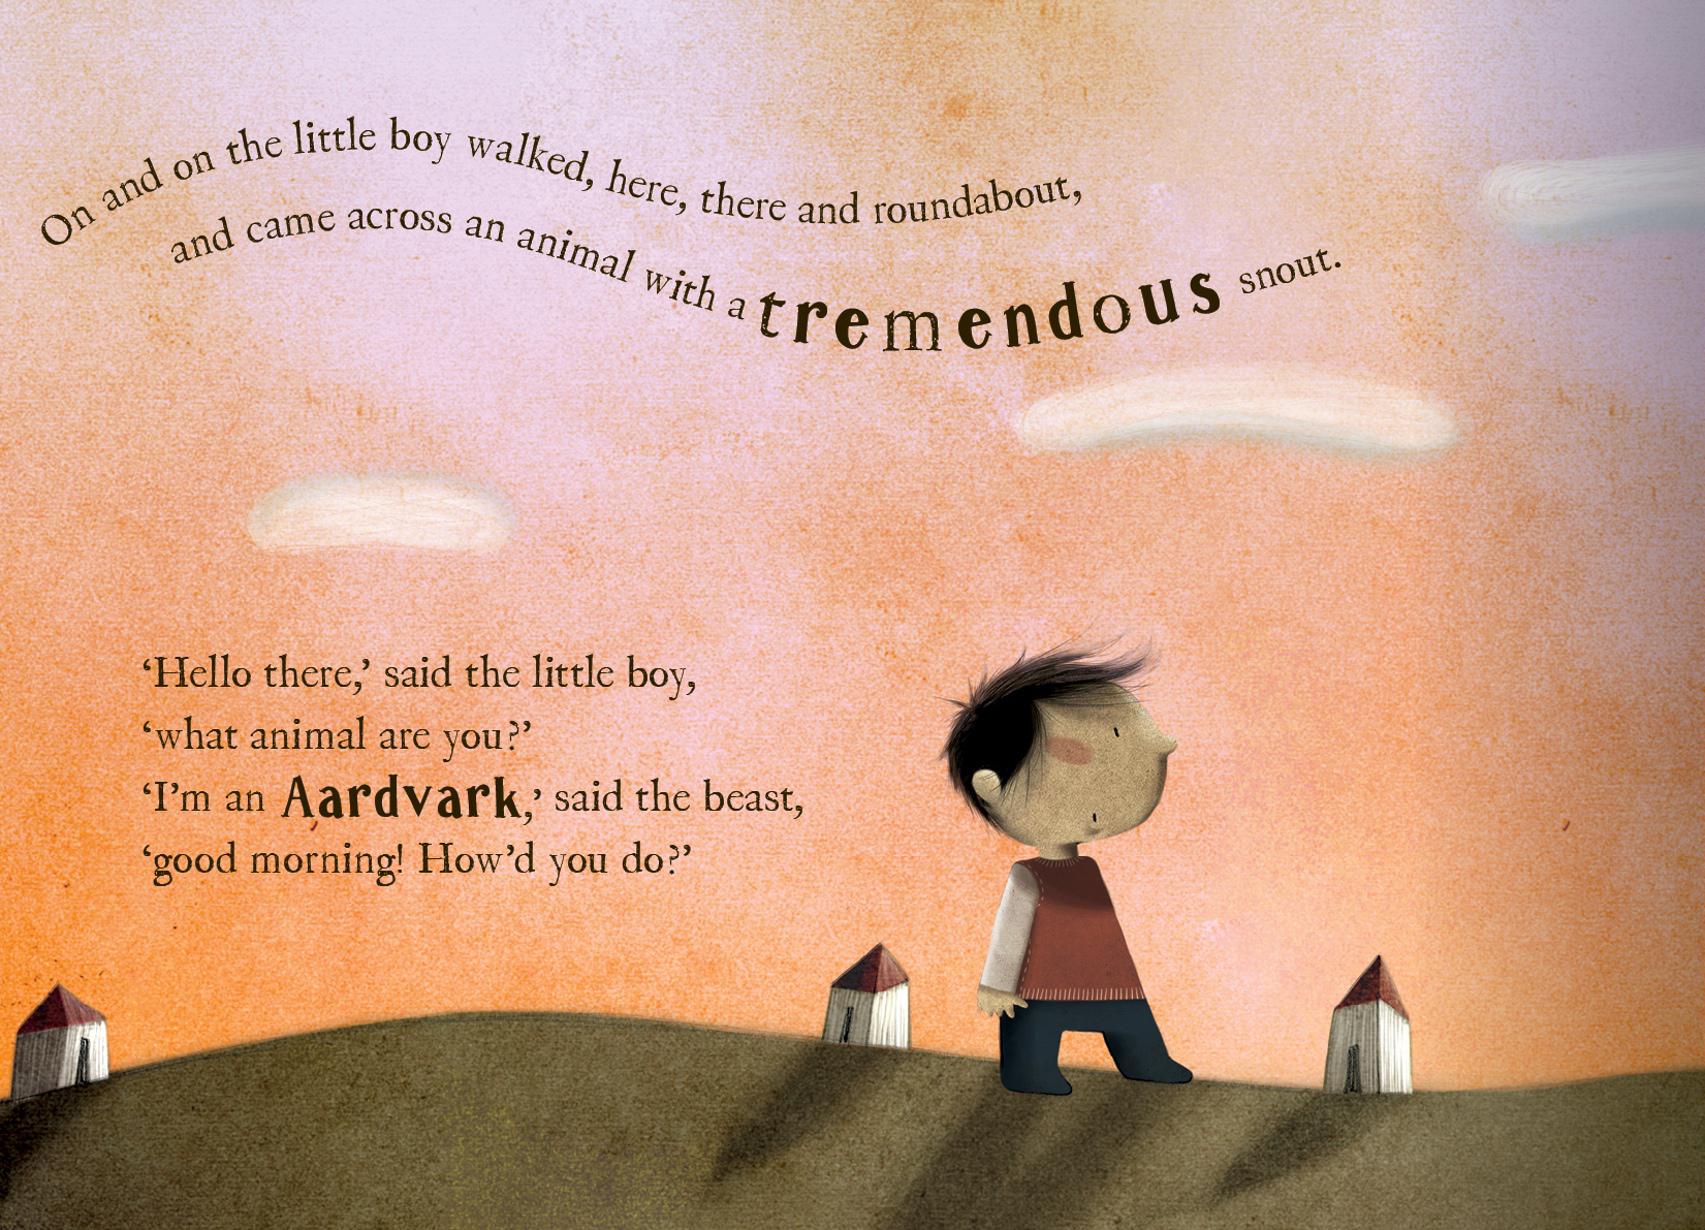 On and on the little boy walked, here, there and roundabout,
and came across an animal with a tremendous snout.
‘Hello there,’ said the little boy,
‘what animal are you?’
‘I’m an Aardvark,’ said the beast,
‘good morning! How’d you do?’